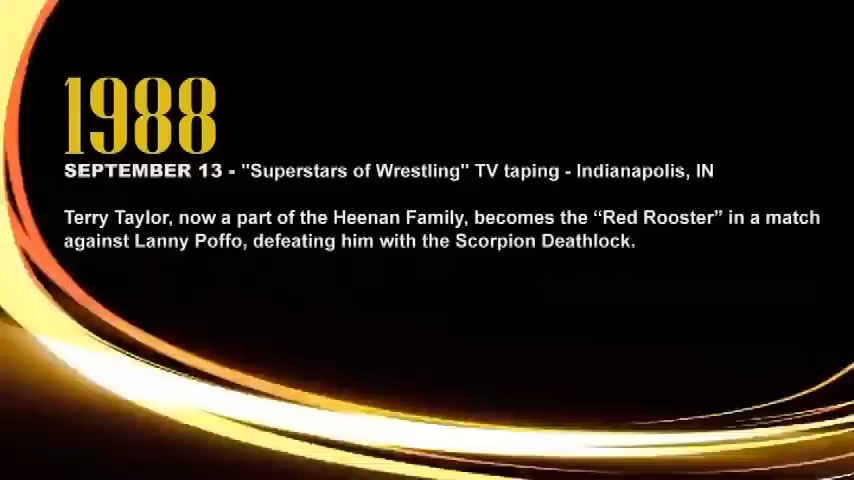 1988
SEPTEMBER 13 - "Superstars of Wrestling" TV taping - Indianapolis, IN
Terry Taylor, now a part of the Heenan Family, becomes the “Red Rooster” in a match
against Lanny Poffo, defeating him with the Scorpion Deathlock.